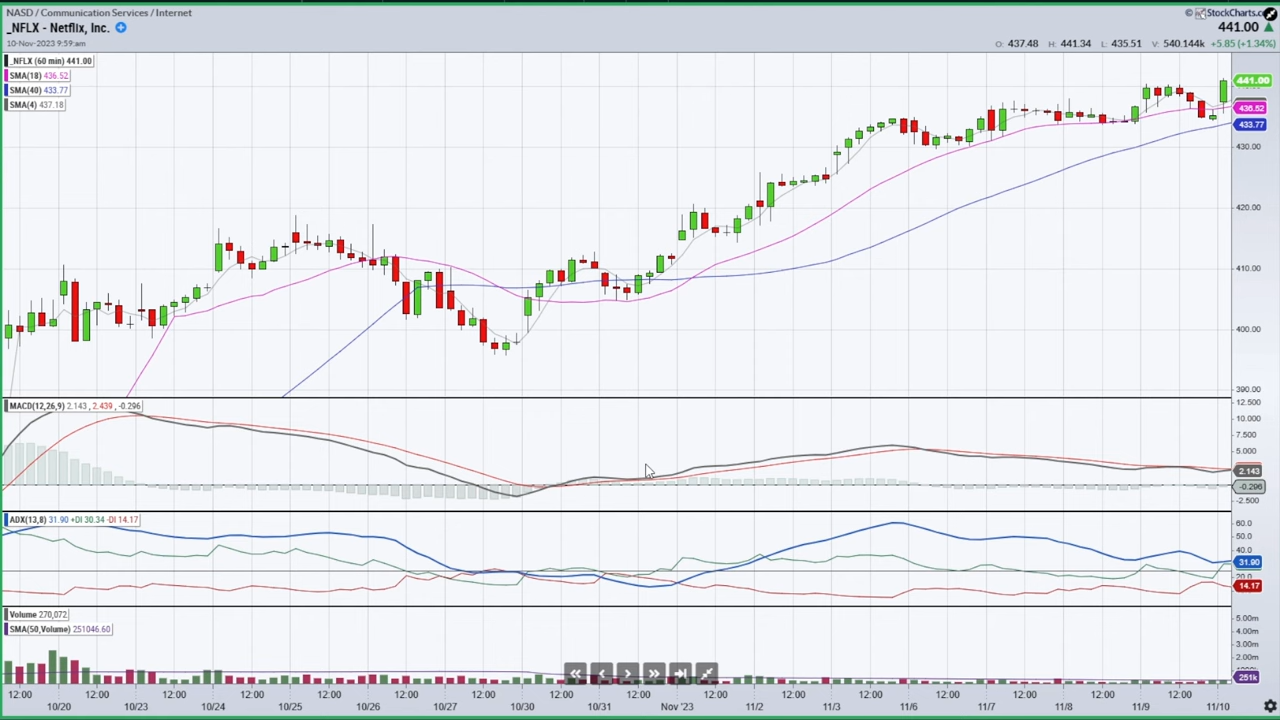 NASD / Communication Services / Internet
© StockCharts.c
_NFLX - Netflix, Inc.
441.00
10-Nov-2023 9:59am
O: 437.48 H: 441.34 L: 435.51 V: 540.144k +5.85 (+1.34%)
_NFLX (60 min) 441.00
SMA(18) 436.52
SMA(40) 433.77
SMA(4) 437.18
441.00
436.52
433.77
430.00
420.00
410.00
400.00
390.00
MACD(12,26,9) 2.143 , 2.439 , -0.296
12.500
10.000
7.500
5.000
2.143
-0.296
-2.500
ADX(13,8) 31.90 +DI 30.34 -DI 14.17
60.0
50.0
40.0
31.90
20.0
14.17
Volume 270,072
SMA(50,Volume) 251046.60
5.00m
4.00m
3.00m
2.00m
251k
12:00 12:00 12:00 12:00 12:00 12:00 12:00 12:00 12:00 12:00 12:00 12:00 12:00 12:00 12:00 12:00
10/20 10/23 10/24 10/25 10/26 10/27 10/30 10/31 Nov '23 11/2 11/3 11/6 11/7 11/8 11/9 11/10